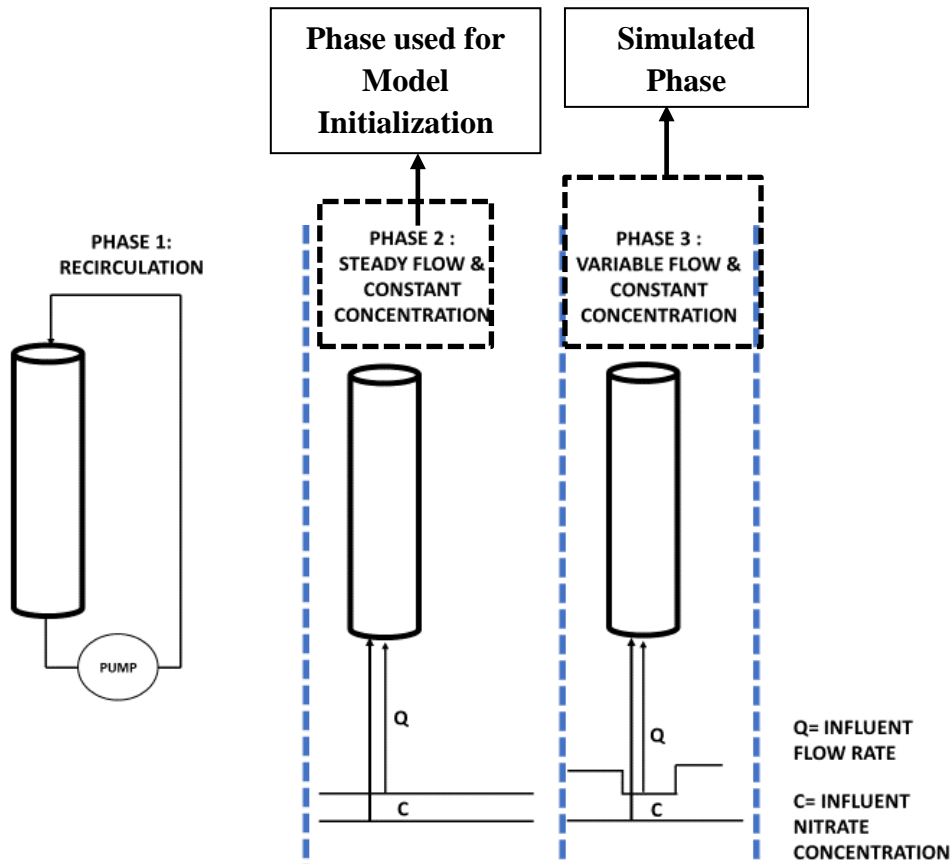 Phase used for
Model
Initialization
Simulated
Phase
PHASE 1:
RECIRCULATION
PHASE 2 :
STEADY FLOW &
CONSTANT
CONCENTRATION
PHASE 3 :
VARIABLE FLOW &
CONSTANT
CONCENTRATION
PUMP
Q
C
Q
C
Q= INFLUENT
FLOW RATE
C= INFLUENT
NITRATE
CONCENTRATION